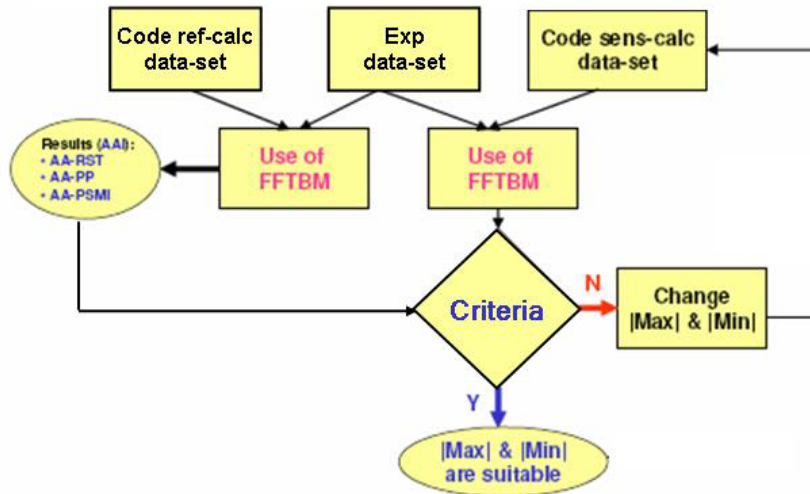 Code ref-calc
data-set
Exp
data-set
Code sens-calc
data-set
Results (AAI):
• AA-RST
• AA-PP
• AA-PSMI
Use of
FFTBM
Use of
FFTBM
Criteria
N
Change
|Max| & |Min|
Y
|Max| & |Min|
are suitable